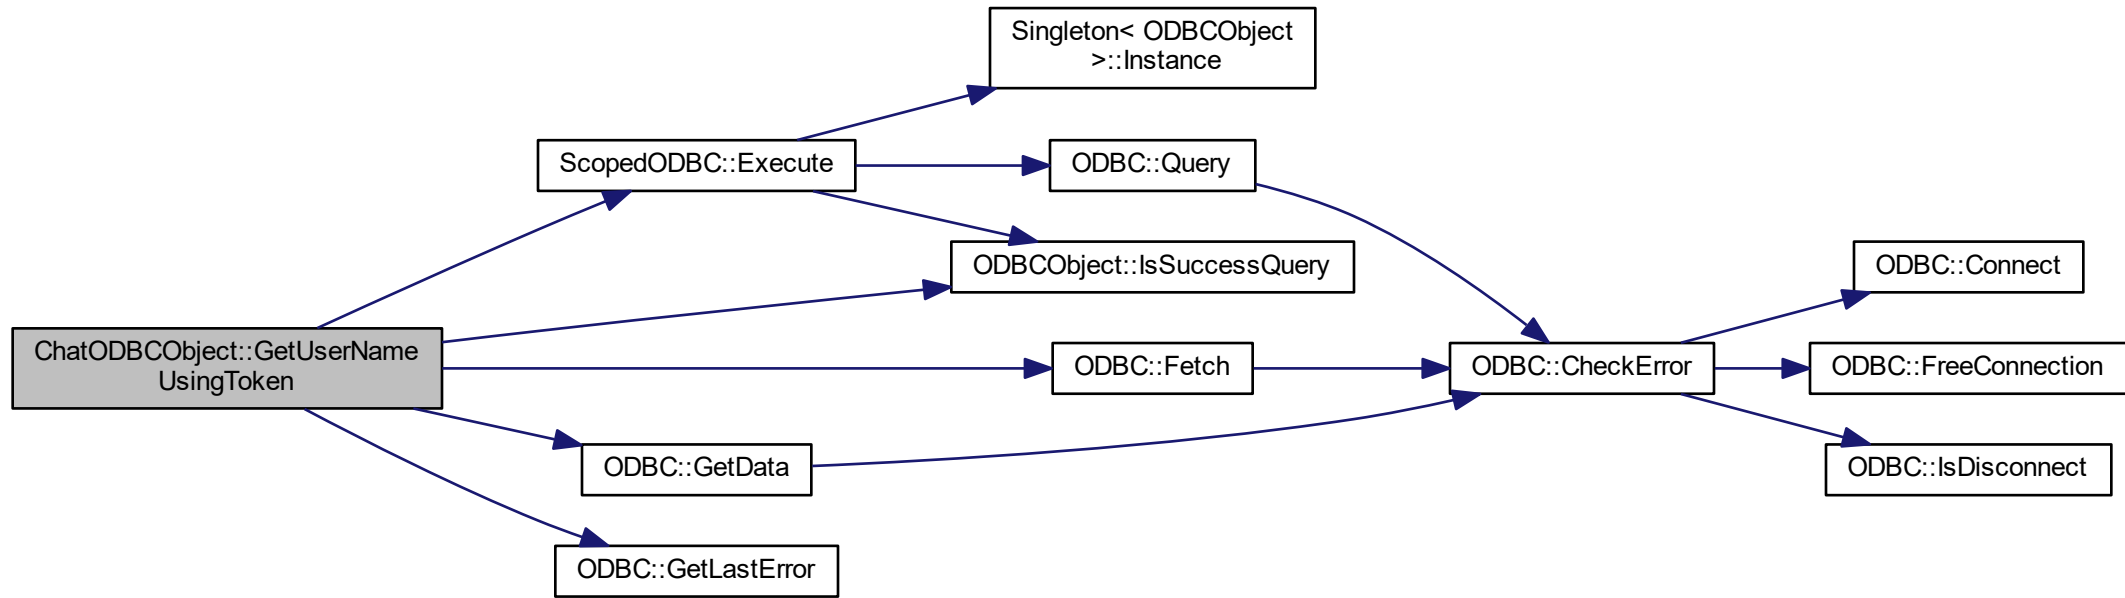 Singleton< ODBCObject
>::Instance
ScopedODBC::Execute
ODBC::Query
ODBCObject::IsSuccessQuery
ODBC::Connect
ChatODBCObject::GetUserName
UsingToken
ODBC::Fetch
ODBC::CheckError
ODBC::FreeConnection
ODBC::GetData
ODBC::IsDisconnect
ODBC::GetLastError